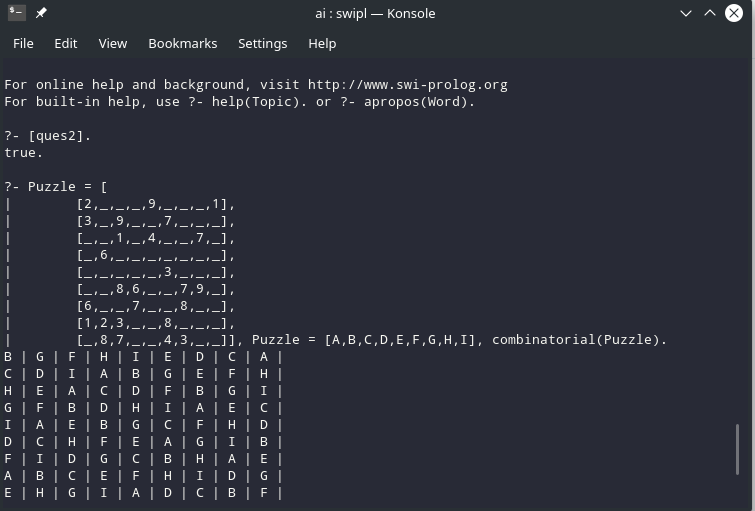 ai : swipl — Konsole
File Edit View Bookmarks Settings Help
For online help and background, visit http://www.swi-prolog.org
For built-in help, use ?- help(Topic). or ?- apropos(Word).
?- [ques2].
true.
?- Puzzle = [
|        [2,_,_,_,9,_,_,_,1],
|        [3,_,9,_,_,7,_,_,_],
|        [_,_,1,_,4,_,_,7,_],
|        [_,6,_,_,_,_,_,_,_],
|        [_,_,_,_,_,3,_,_,_],
|        [_,_,8,6,_,_,7,9,_],
|        [6,_,_,7,_,_,8,_,_],
|        [1,2,3,_,_,8,_,_,_],
|        [_,8,7,_,_,4,3,_,_]], Puzzle = [A,B,C,D,E,F,G,H,I], combinatorial(Puzzle).
B | G | F | H | I | E | D | C | A |
C | D | I | A | B | G | E | F | H |
H | E | A | C | D | F | B | G | I |
G | F | B | D | H | I | A | E | C |
I | A | E | B | G | C | F | H | D |
D | C | H | F | E | A | G | I | B |
F | I | D | G | C | B | H | A | E |
A | B | C | E | F | H | I | D | G |
E | H | G | I | A | D | C | B | F |